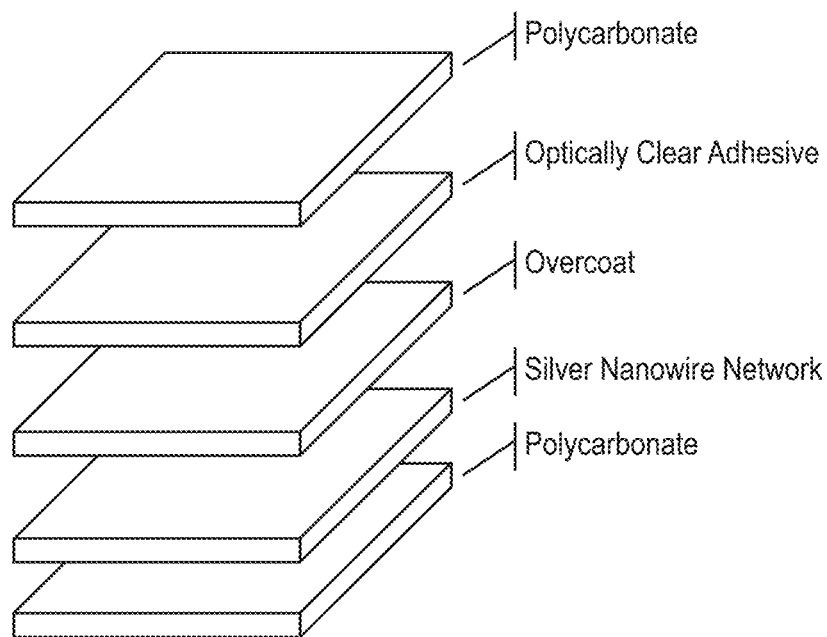 Polycarbonate
Optically Clear Adhesive
Overcoat
Silver Nanowire Network
Polycarbonate